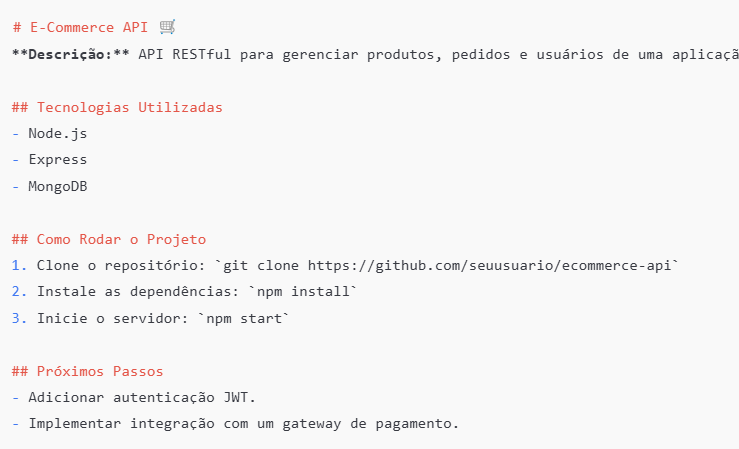 # E-Commerce API 🛒
**Descrição:** API RESTful para gerenciar produtos, pedidos e usuários de uma
## Tecnologias Utilizadas
- Node.js
- Express
- MongoDB
## Como Rodar o Projeto
1. Clone o repositório: `git clone https://github.com/seuusuario/ecommerce-api`
2. Instale as dependências: `npm install`
3. Inicie o servidor: `npm start`
## Próximos Passos
- Adicionar autenticação JWT.
- Implementar integração com um gateway de pagamento.